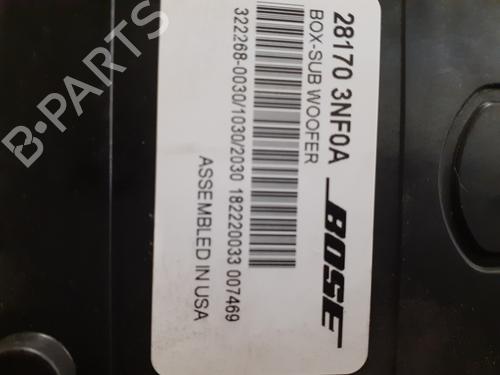 28170 3NF0A
BOX-SUB WOOFER
BOSE
322268-0030/1030/2030 182220033 007469
ASSEMBLED IN USA
B-PARTS